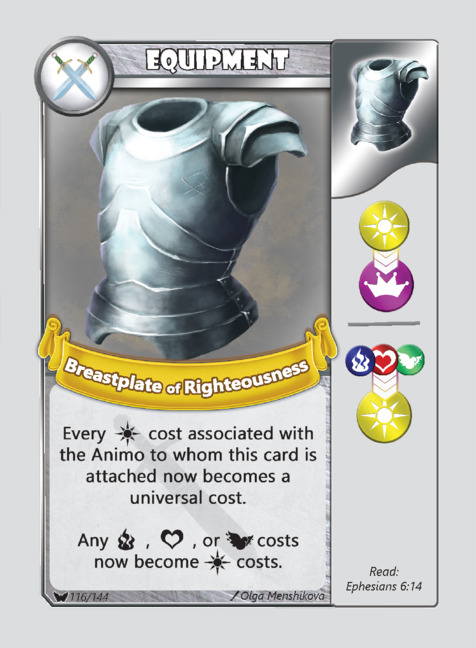 EQUIPMENT
Breastplate of Righteousness
Every cost associated with
the Animo to whom this card is
attached now becomes a
universal cost.
Any , , or costs
now become costs.
116/144
Olga Menshikova
Read:
Ephesians 6:14